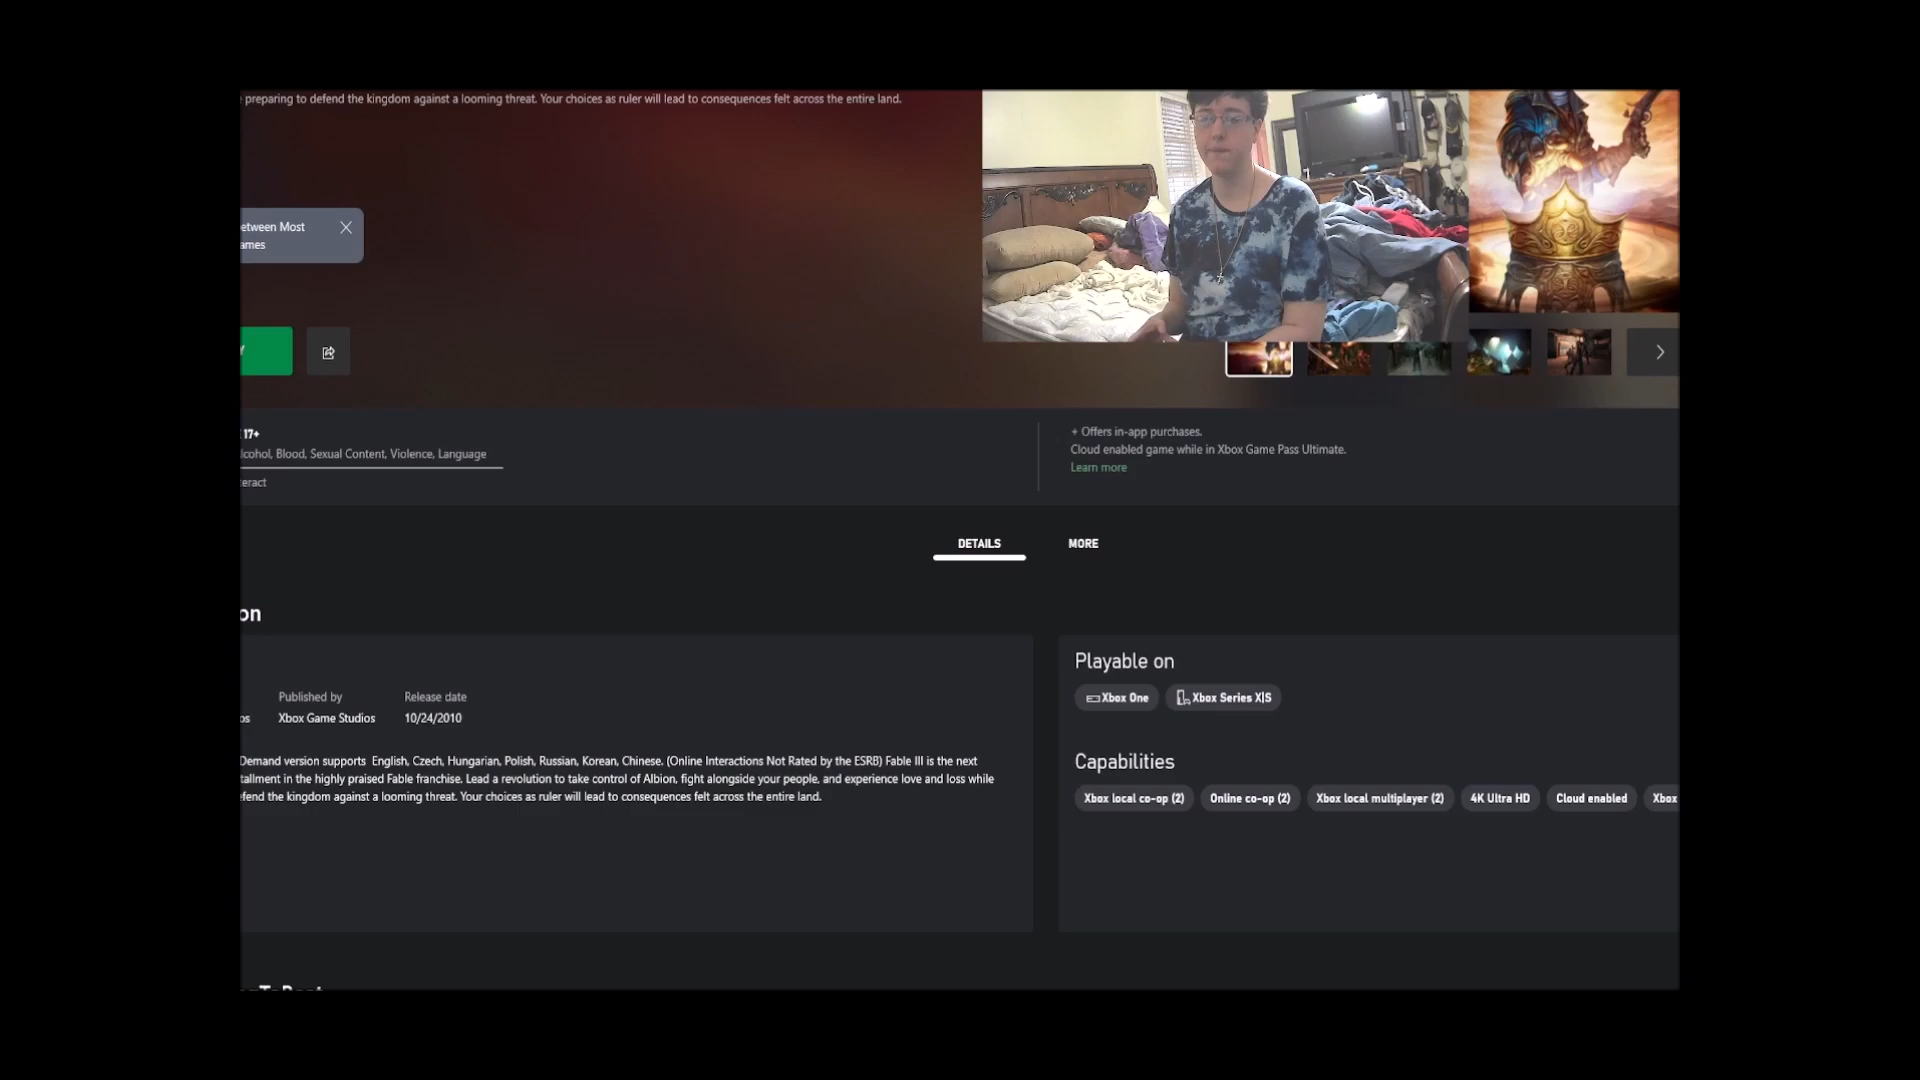 preparing to defend the kingdom against a looming threat. Your choices as ruler will lead to consequences felt across the entire land.
etween Most
ames
Y
17+
lcohol, Blood, Sexual Content, Violence, Language
eract
+ Offers in-app purchases.
Cloud enabled game while in Xbox Game Pass Ultimate.
Learn more
DETAILS
MORE
on
Published by
Release date
os
Xbox Game Studios
10/24/2010
Demand version supports English, Czech, Hungarian, Polish, Russian, Korean, Chinese. (Online Interactions Not Rated by the ESRB) Fable III is the next
tallment in the highly praised Fable franchise. Lead a revolution to take control of Albion, fight alongside your people, and experience love and loss while
efend the kingdom against a looming threat. Your choices as ruler will lead to consequences felt across the entire land.
Playable on
Xbox One
Xbox Series X|S
Capabilities
Xbox local co-op (2)
Online co-op (2)
Xbox local multiplayer (2)
4K Ultra HD
Cloud enabled
Xbox